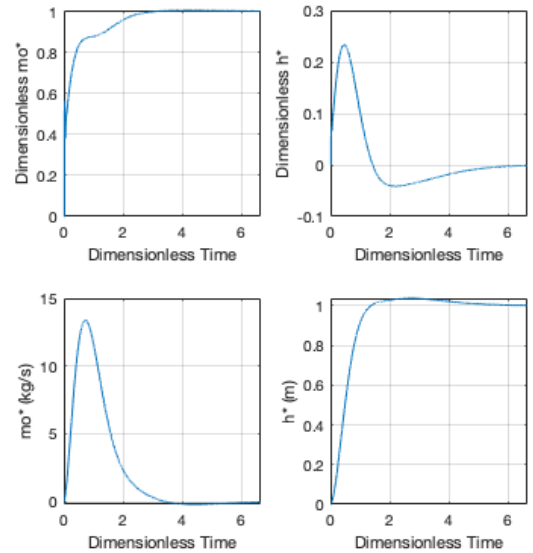 Dimensionless mo*
1
0.8
0.6
0.4
0.2
0
0 2 4 6
Dimensionless Time
Dimensionless h*
0.3
0.2
0.1
0
-0.1
0 2 4 6
Dimensionless Time
mo* (kg/s)
15
10
5
0
0 2 4 6
Dimensionless Time
h* (m)
1
0.8
0.6
0.4
0.2
0
0 2 4 6
Dimensionless Time